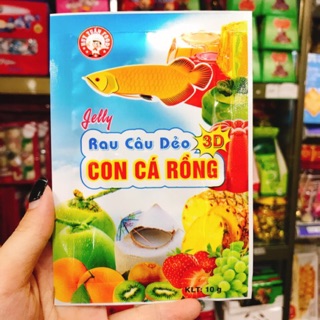 Jelly
Rau Câu Dẻo 3D
CON CÁ RỒNG
KLT: 10 g